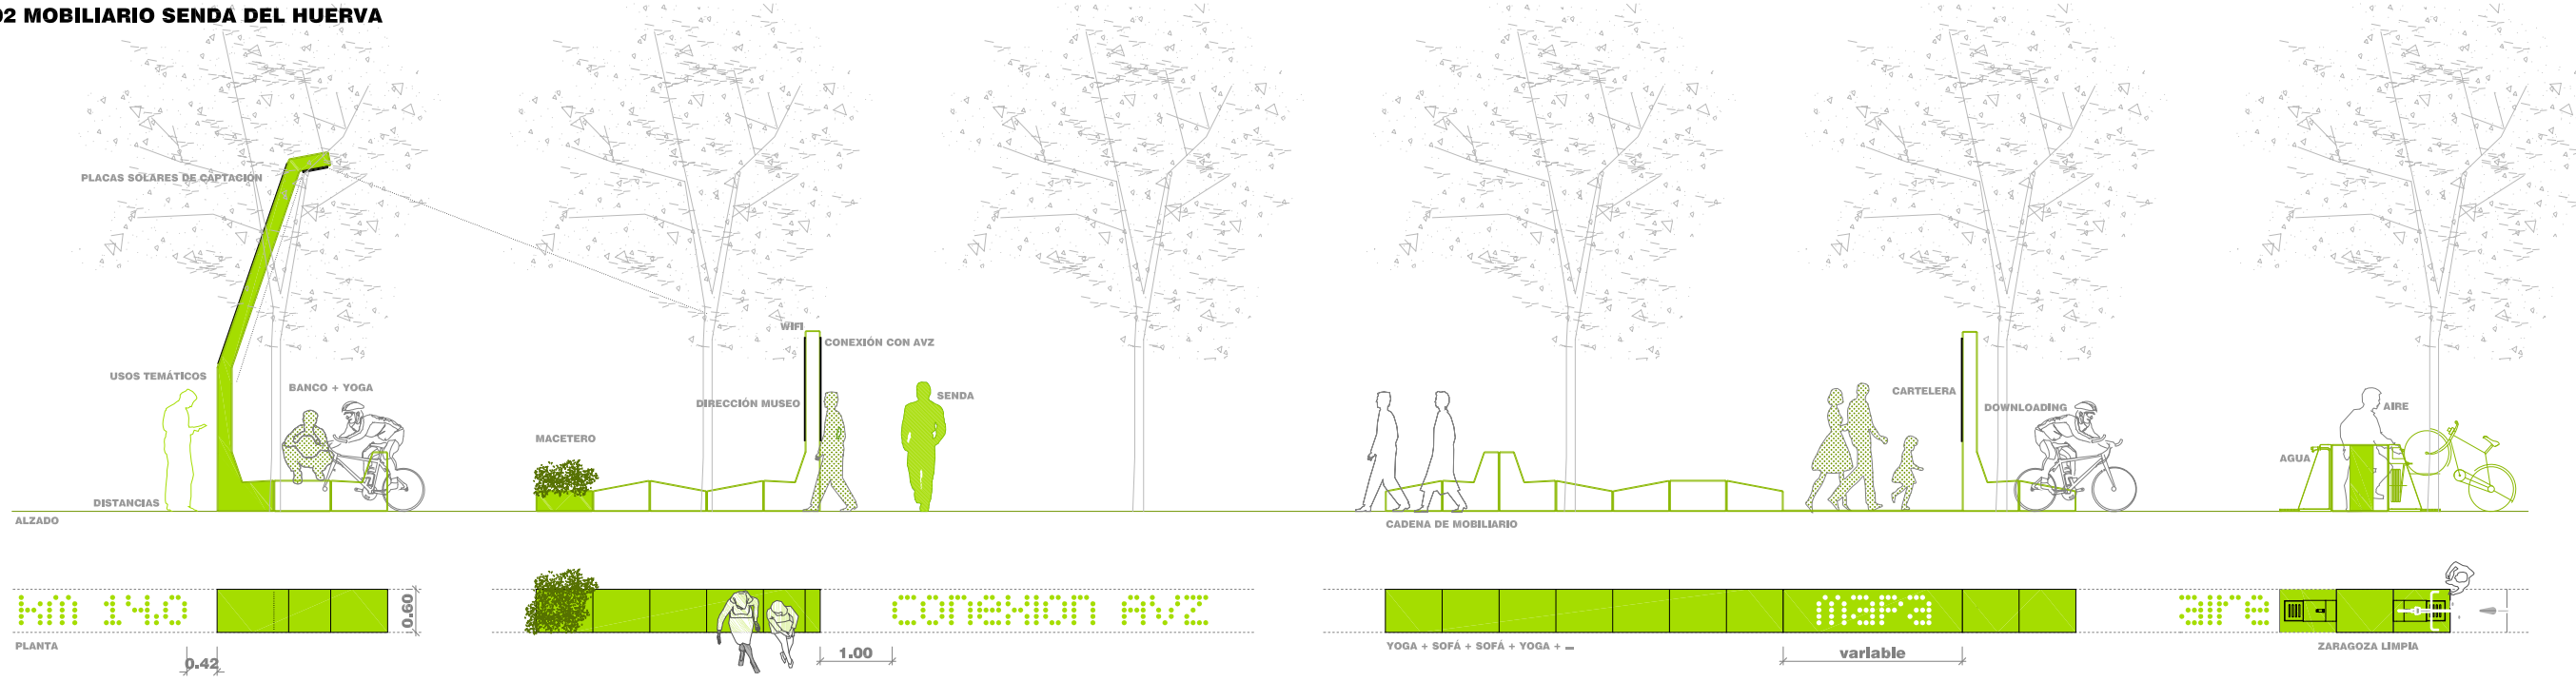 02 MOBILIARIO SENDA DEL HUERVA
PLACAS SOLARES DE CAPTACIÓN
WIFI
CONEXIÓN CON AVZ
USOS TEMÁTICOS
BANCO + YOGA
DIRECCIÓN MUSEO
SENDA
CARTELERA
DOWNLOADING
AIRE
MACETERO
AGUA
DISTANCIAS
ALZADO
CADENA DE MOBILIARIO
km 14.0
0.60
conexion AVZ
mapa
aire
PLANTA
YOGA + SOFÁ + SOFÁ + YOGA + ...
ZARAGOZA LIMPIA
0.42
1.00
variable